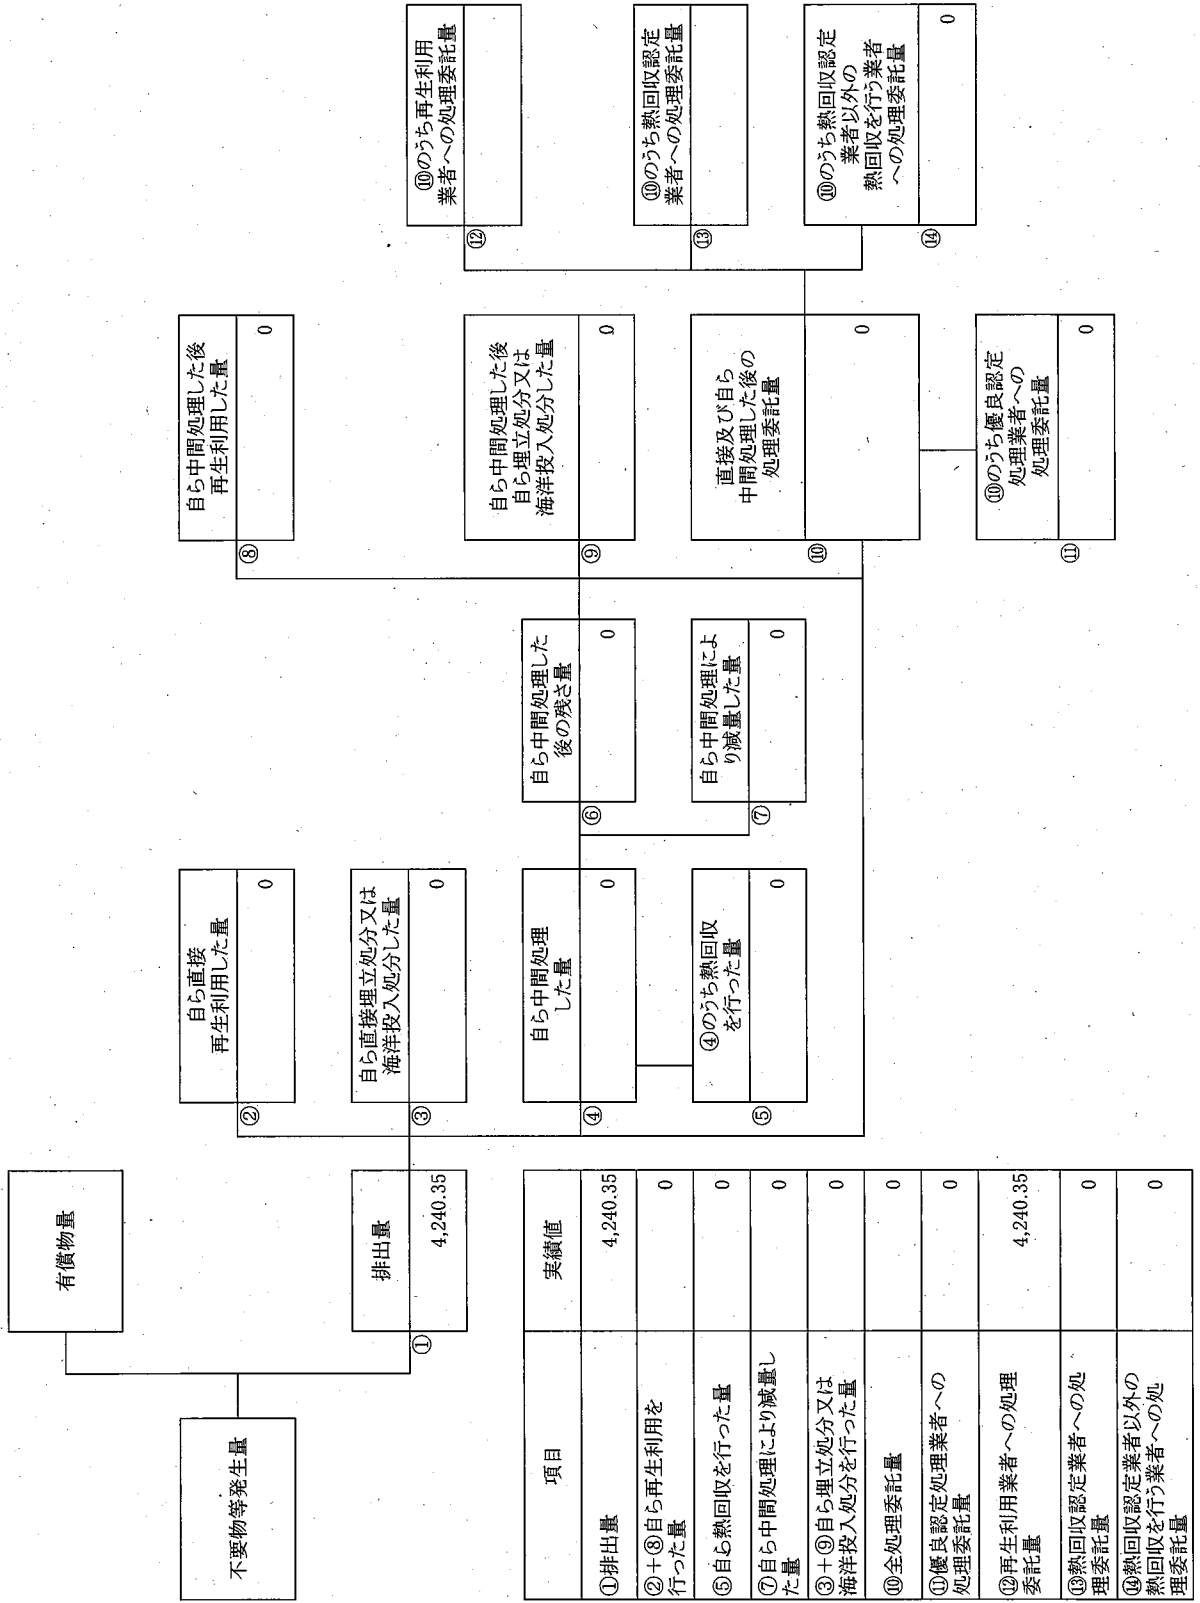 不要物等発生量
有償物量
①
排出量
4,240.35
②
自ら直接
再生利用した量
0
③
自ら直接埋立処分又は
海洋投入処分した量
0
④
自ら中間処理
した量
0
⑤
④のうち熱回収
を行った量
0
⑥
自ら中間処理した
後の残さ量
0
⑦
自ら中間処理によ
り減量した量
0
⑧
自ら中間処理した後
再生利用した量
0
⑨
自ら中間処理した後
自ら埋立処分又は
海洋投入処分した量
0
⑩
直接及び自ら
中間処理した後の
処理委託量
0
⑪
⑩のうち優良認定
処理業者への
処理委託量
0
⑫
⑩のうち再生利用
業者への処理委託量
⑬
⑩のうち熱回収認定
業者への処理委託量
⑭
⑩のうち熱回収認定
業者以外の
熱回収を行う業者
への処理委託量
0
項目 実績値
①排出量 4,240.35
②+⑧自ら再生利用を
行った量 0
⑤自ら熱回収を行った量 0
⑦自ら中間処理により減量し
た量 0
③+⑨自ら埋立処分又は
海洋投入処分を行った量 0
⑩全処理委託量 0
⑪優良認定処理業者への
処理委託量 0
⑫再生利用業者への処理
委託量 4,240.35
⑬熱回収認定業者への処
理委託量 0
⑭熱回収認定業者以外の
熱回収を行う業者への処
理委託量 0